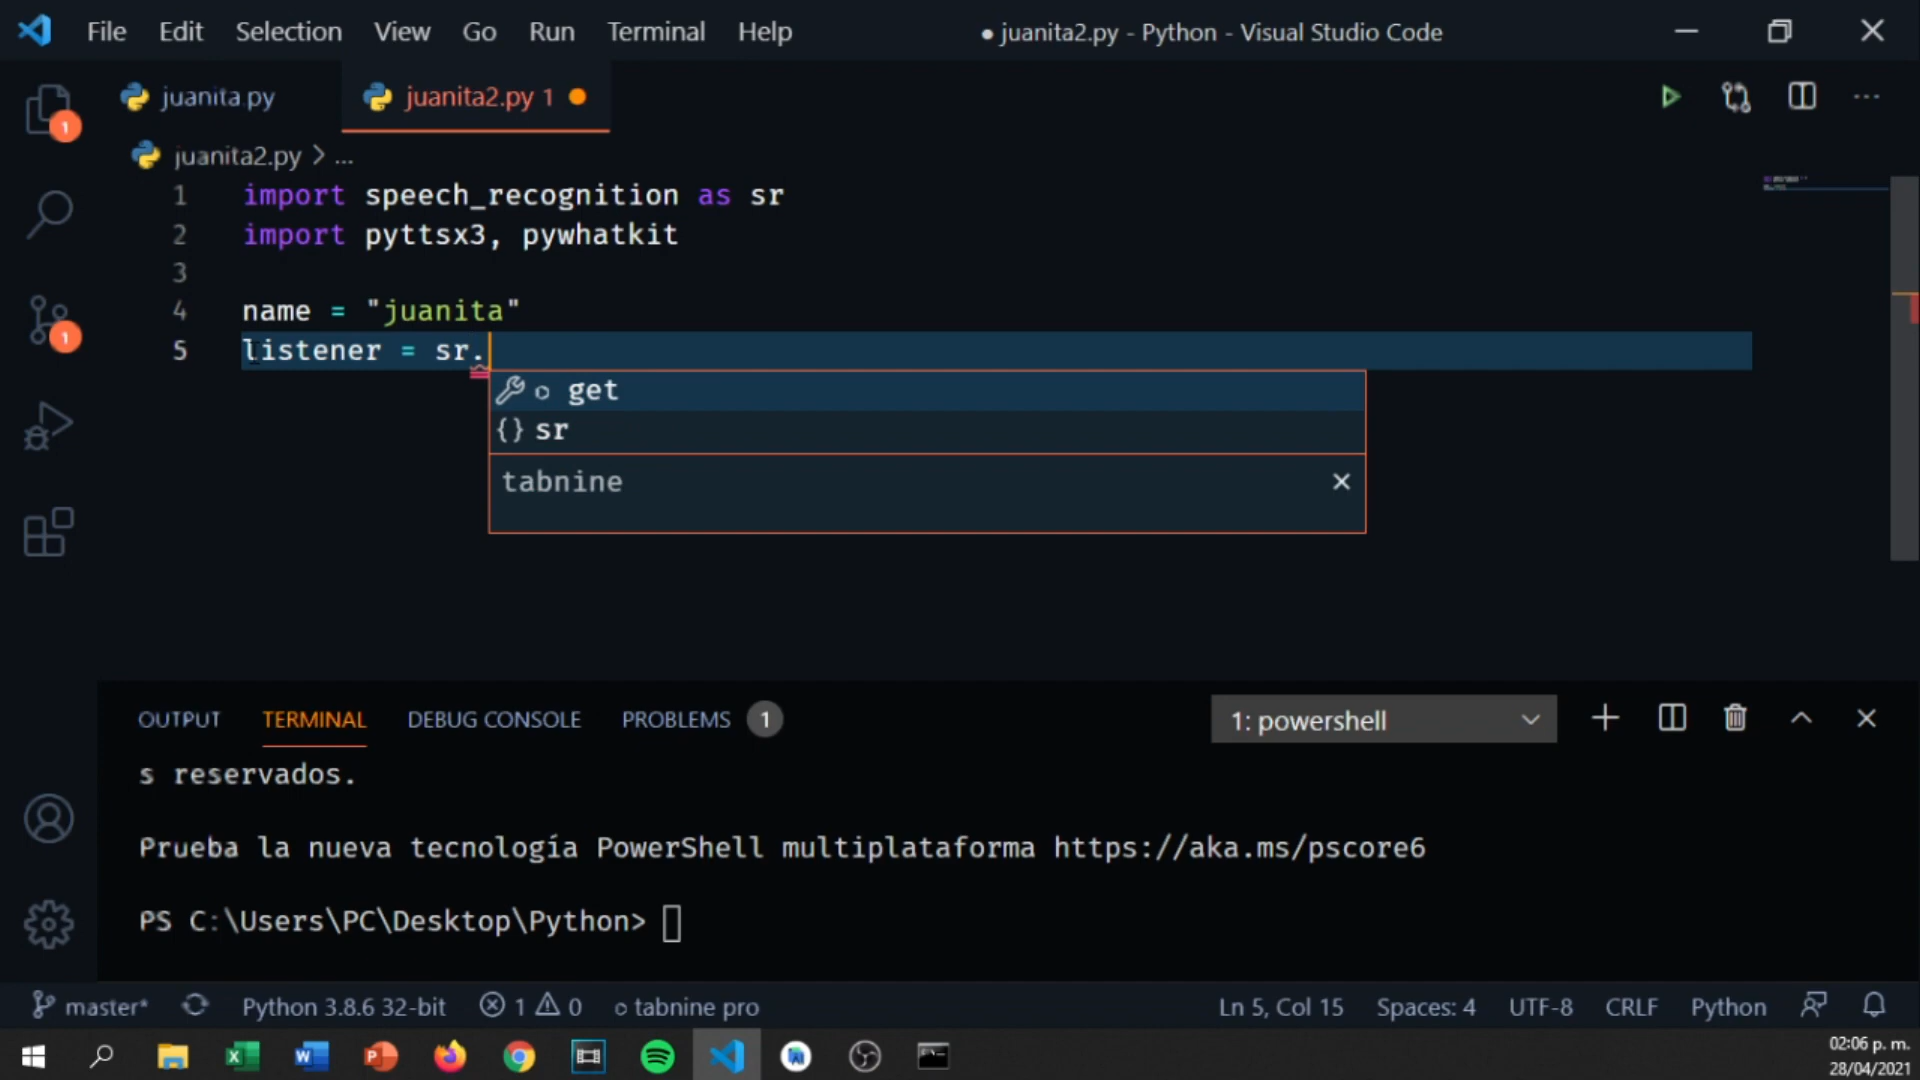 File Edit Selection View Go Run Terminal Help ● juanita2.py - Python - Visual Studio Code
juanita.py juanita2.py 1
juanita2.py > ...
1 import speech_recognition as sr
2 import pyttsx3, pywhatkit
3
4 name = "juanita"
5 listener = sr.
get
{} sr
tabnine
OUTPUT TERMINAL DEBUG CONSOLE PROBLEMS 1 1: powershell
s reservados.
Prueba la nueva tecnología PowerShell multiplataforma https://aka.ms/pscore6
PS C:\Users\PC\Desktop\Python>
master* Python 3.8.6 32-bit 1 0 tabnine pro Ln 5, Col 15 Spaces: 4 UTF-8 CRLF Python
02:06 p. m.
28/04/2021